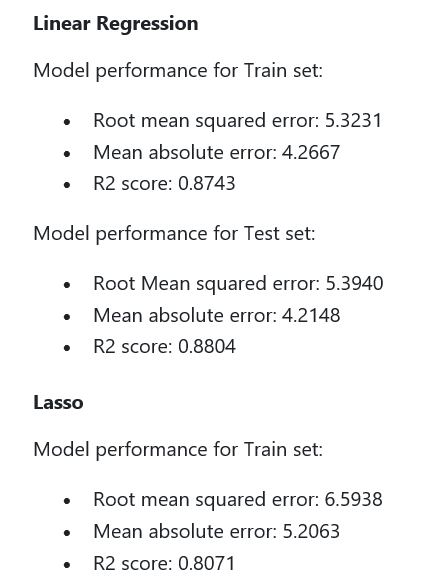 Linear Regression
Model performance for Train set:
• Root mean squared error: 5.3231
• Mean absolute error: 4.2667
• R2 score: 0.8743
Model performance for Test set:
• Root Mean squared error: 5.3940
• Mean absolute error: 4.2148
• R2 score: 0.8804
Lasso
Model performance for Train set:
• Root mean squared error: 6.5938
• Mean absolute error: 5.2063
• R2 score: 0.8071